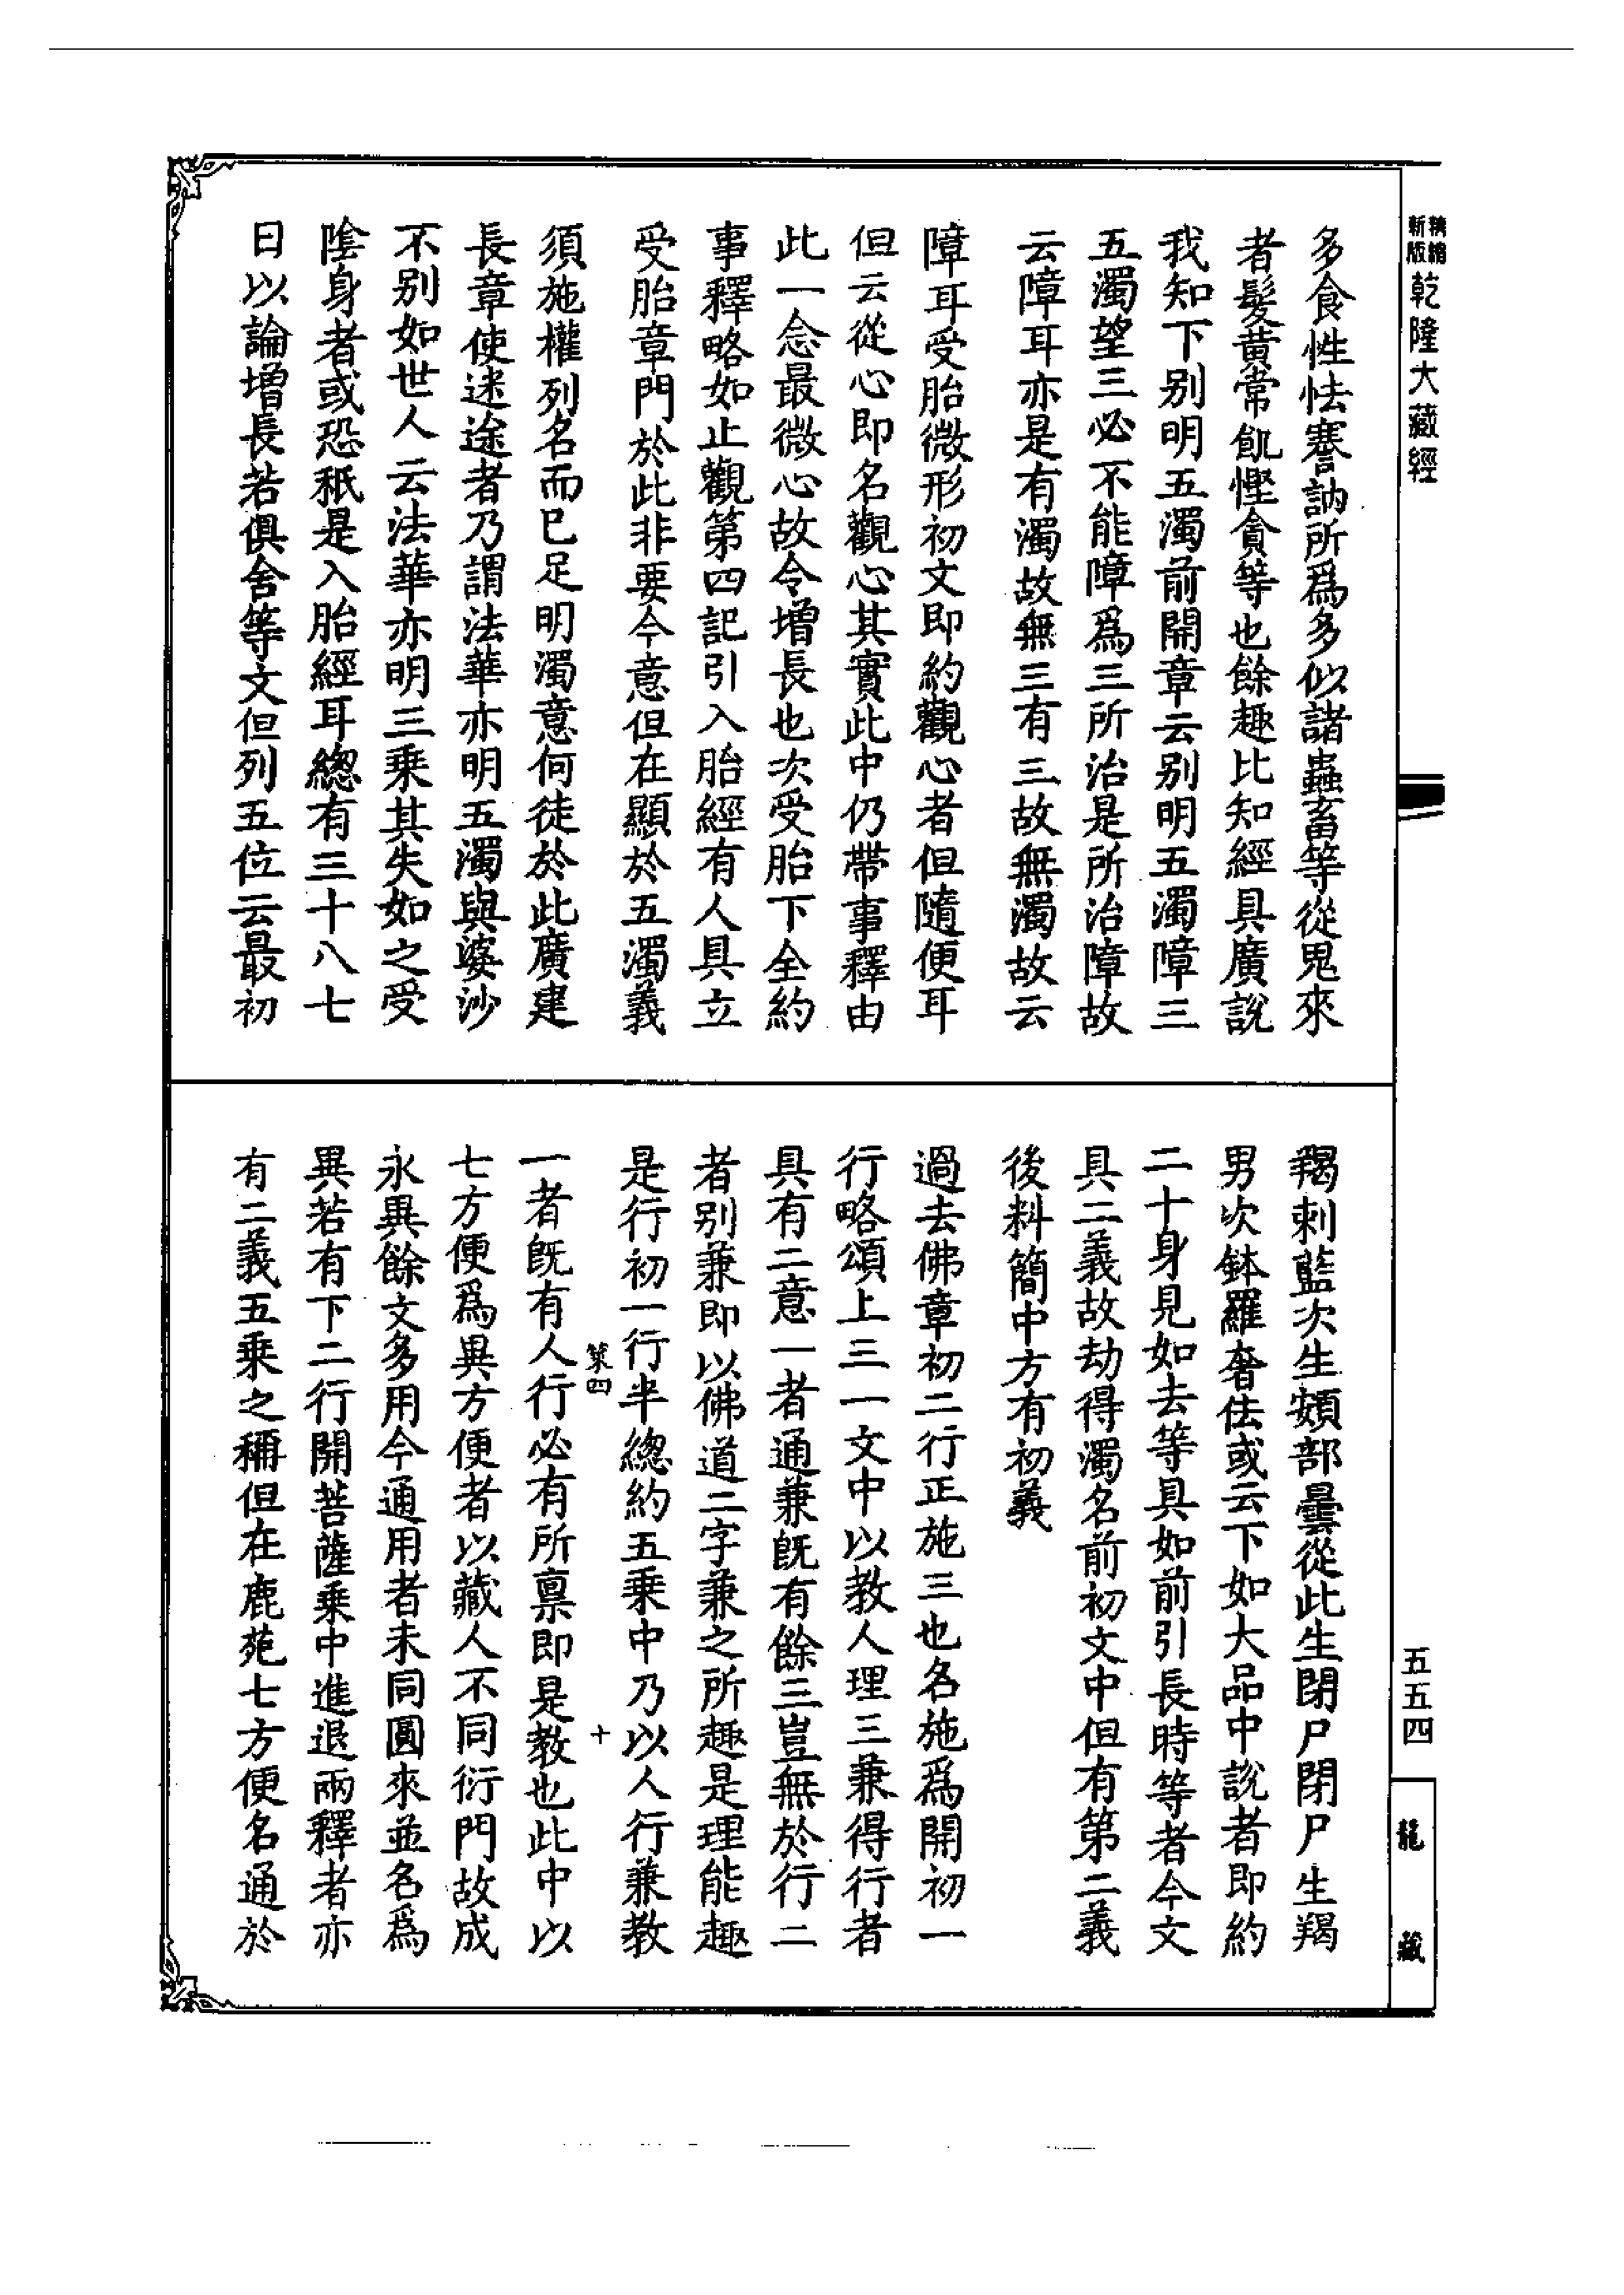 新版精縮
乾隆大藏經
多食性怯謇訥所爲多似諸蟲畜等從鬼來
者髮黃常飢慳貪等也餘趣比知經具廣說
我知下別明五濁前開章云別明五濁障三
五濁望三必不能障爲三所治是所治障故
云障耳亦是有濁故無三有三故無濁故云
障耳受胎微形初文即約觀心者但隨便耳
但云從心即名觀心其實此中仍帶事釋由
此一念最微心故令增長也次受胎下全約
事釋略如止觀第四記引入胎經有人具立
受胎章門於此非要今意但在顯於五濁義
須施權列名而已足明濁意何徒於此廣建
長章使迷途者乃謂法華亦明五濁與婆沙
不別如世人云法華亦明三乘其失如之受
陰身者或恐秖是入胎經耳總有三十八七
日以論增長若俱舍等文但列五位云最初
羯剌藍次生頞部曇從此生閉尸閉尸生羯
男次鉢羅奢佉或云下如大品中說者即約
二十身見如去等具如前引長時等者今文
具二義故劫得濁名前初文中但有第二義
後料簡中方有初義
過去佛章初二行正施三也名施爲開初一
行略頌上三一文中以教人理三兼得行者
具有二意一者通兼既有餘三豈無於行二
者別兼即以佛道二字兼之所趣是理能趣
是行初一行半總約五乘中乃以人行兼教
策四
十
一者既有人行必有所禀即是教也此中以
七方便爲異方便者以藏人不同衍門故成
永異餘文多用今通用者未同圓來並名爲
異若有下二行開菩薩乘中進退兩釋者亦
有二義五乘之稱但在鹿苑七方便名通於
五五四
龍藏